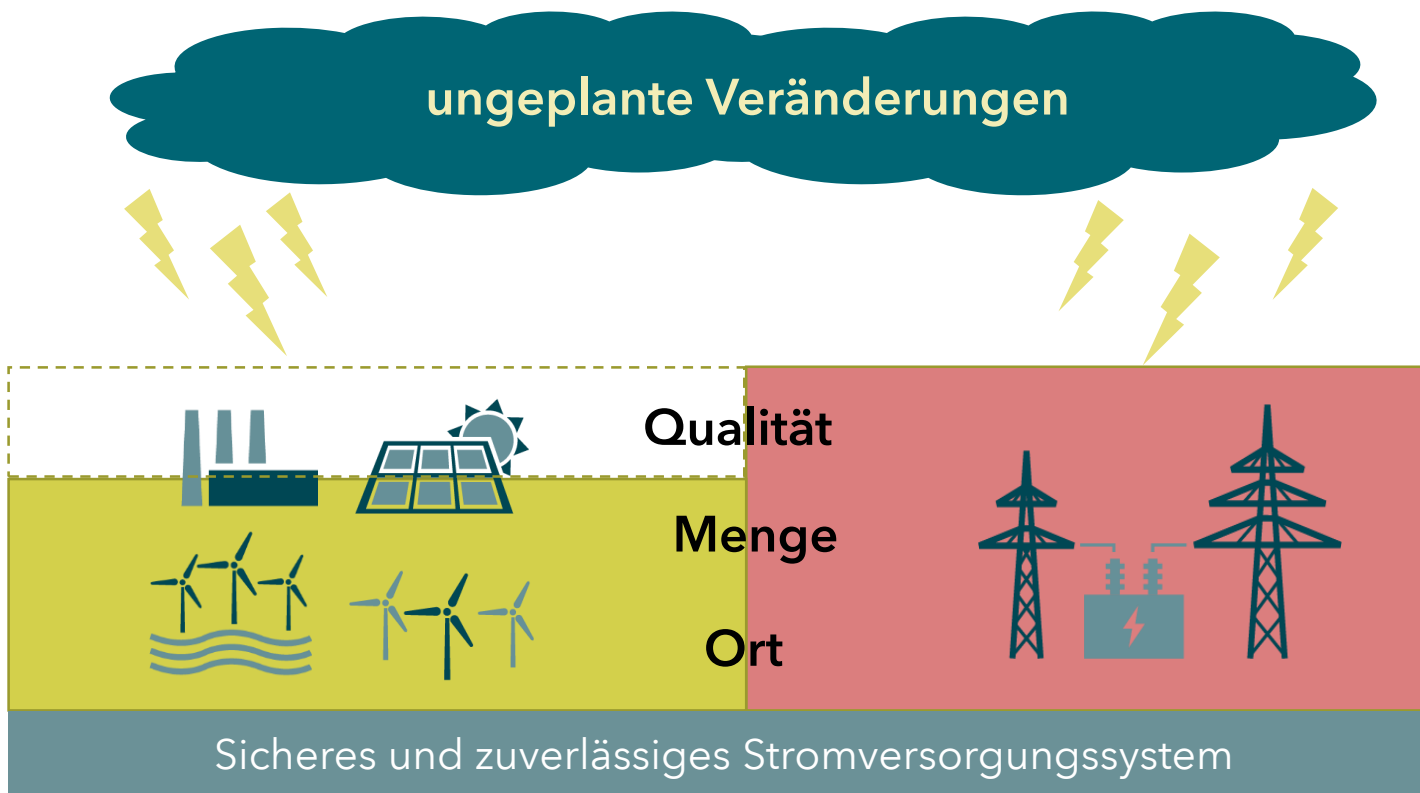 ungeplante Veränderungen
Qualität
Menge
Ort
Sicheres und zuverlässiges Stromversorgungssystem